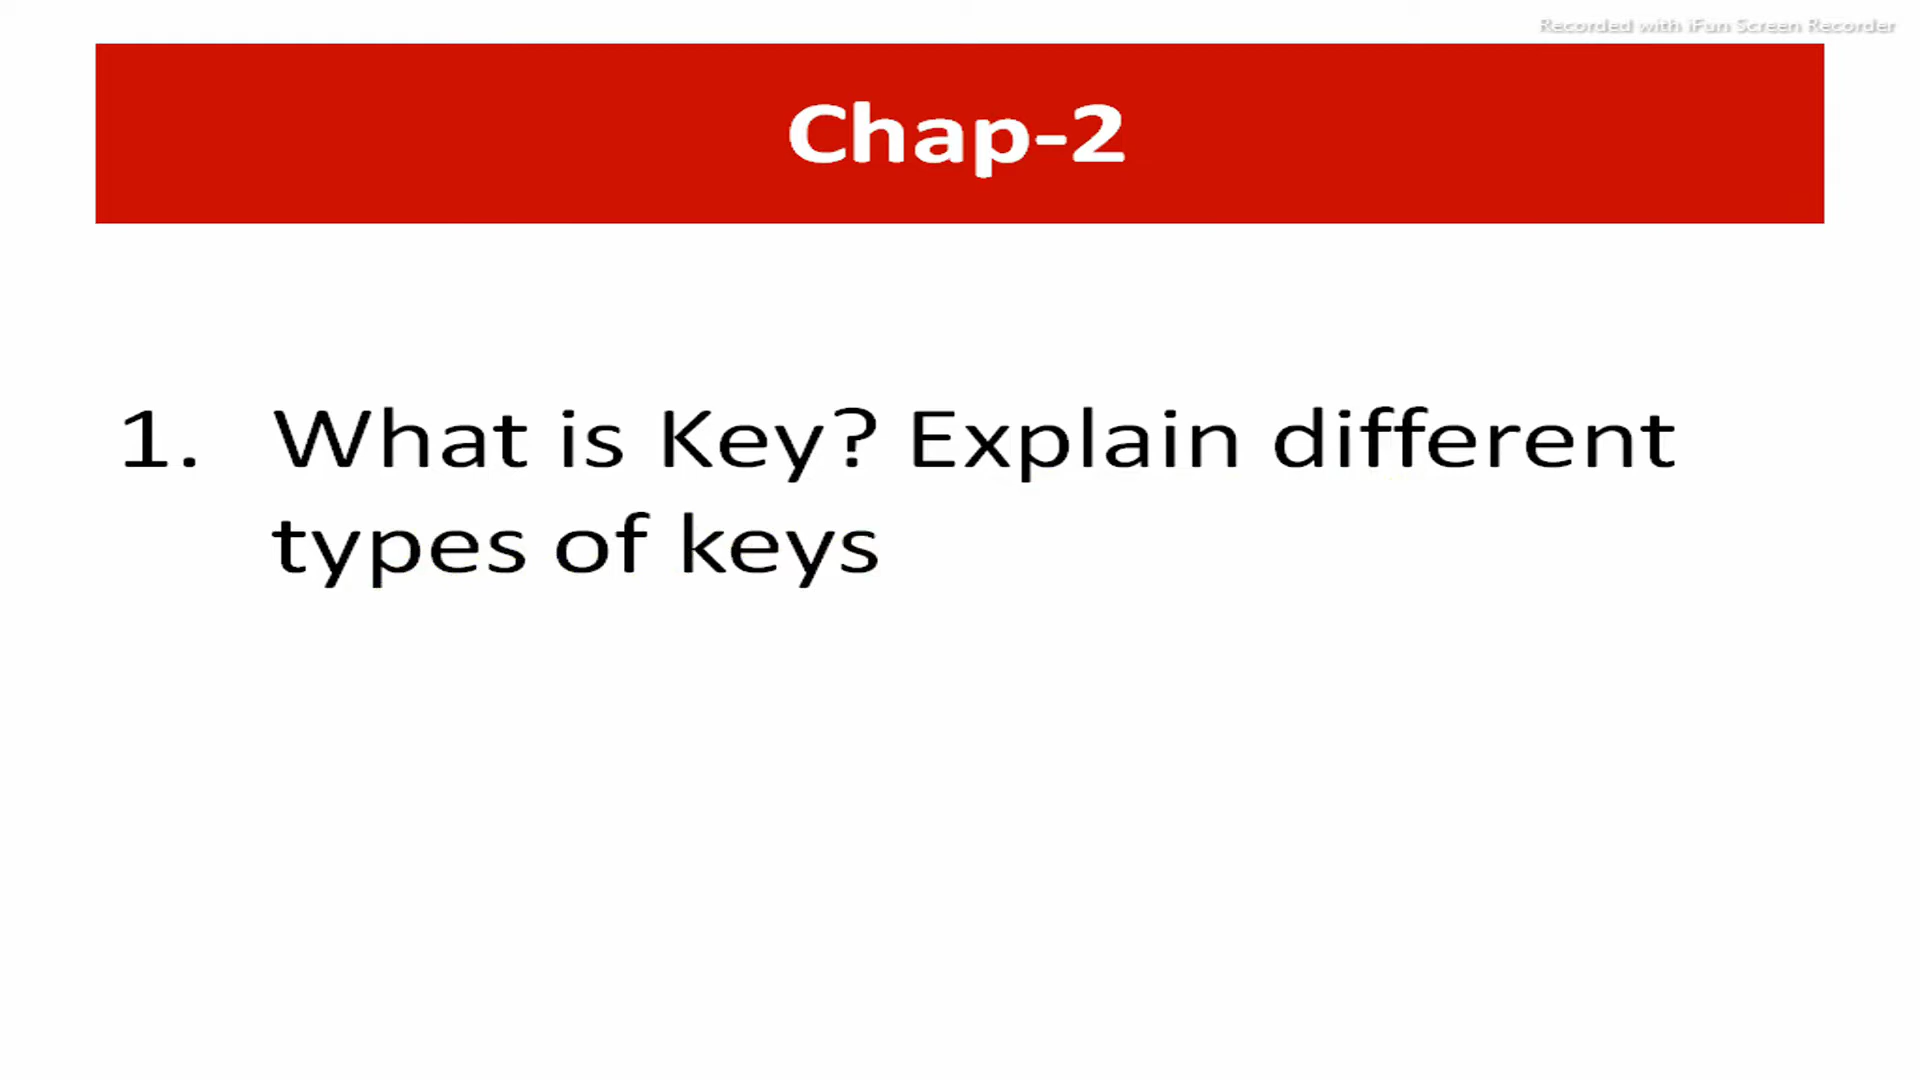 Recorded with iFun Screen Recorder
Chap-2
1. What is Key? Explain different
types of keys